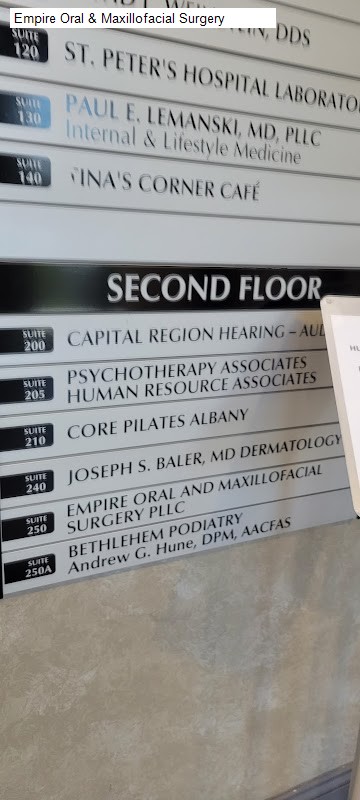 Empire Oral & Maxillofacial Surgery
DDS
SUITE 120
ST. PETER'S HOSPITAL
SUITE 130
PAUL E. LEMANSKI, MD, PLLC
Internal & Lifestyle Medicine
SUITE 140
TINA'S CORNER CAFÉ
SECOND FLOOR
SUITE 200
CAPITAL REGION HEARING –
SUITE 205
PSYCHOTHERAPY ASSOCIATES
HUMAN RESOURCE ASSOCIATES
SUITE 210
CORE PILATES ALBANY
SUITE 240
JOSEPH S. BALER, MD DERMATOLOGY
SUITE 250
EMPIRE ORAL AND MAXILLOFACIAL
SURGERY PLLC
SUITE 250A
BETHLEHEM PODIATRY
Andrew G. Hune, DPM, AACFAS